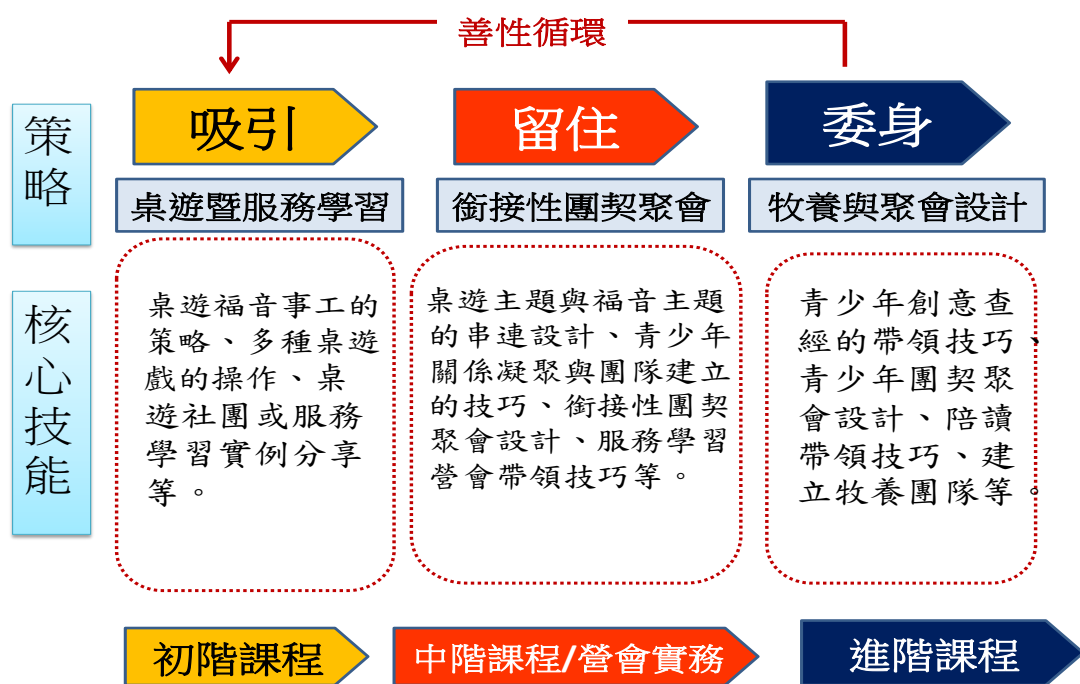 善性循環
策略
吸引
留住
委身
桌遊暨服務學習
銜接性團契聚會
牧養與聚會設計
核心技能
桌遊福音事工的
策略、多種桌遊
戲的操作、桌
遊社團或服務
學習實例分享
等。
桌遊主題與福音主題
的串連設計、青少年
關係凝聚與團隊建立
的技巧、銜接性團契
聚會設計、服務學習
營會帶領技巧等。
青少年創意查
經的帶領技巧、
青少年團契聚
會設計、陪讀
帶領技巧、建
立牧養團隊等。
初階課程
中階課程/營會實務
進階課程